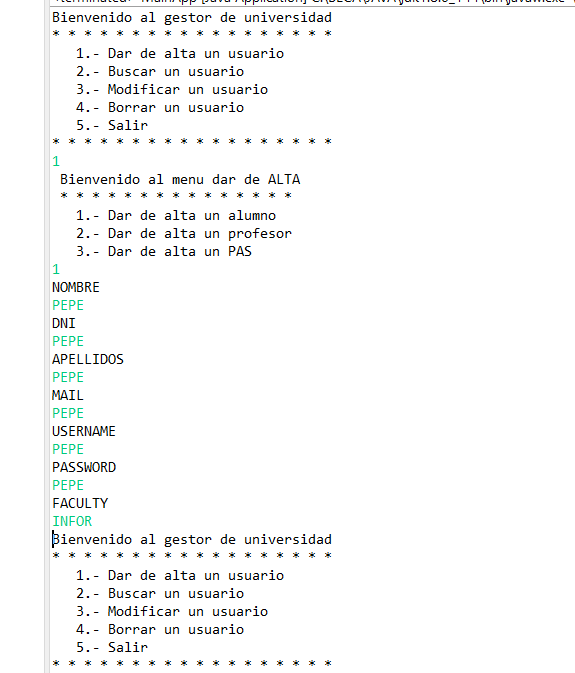 <terminated> MainApp [Java Application]
Bienvenido al gestor de universidad
* * * * * * * * * * * * * * * * * *
1.- Dar de alta un usuario
2.- Buscar un usuario
3.- Modificar un usuario
4.- Borrar un usuario
5.- Salir
* * * * * * * * * * * * * * * * * *
1
Bienvenido al menu dar de ALTA
* * * * * * * * * * * * * * *
1.- Dar de alta un alumno
2.- Dar de alta un profesor
3.- Dar de alta un PAS
1
NOMBRE
PEPE
DNI
PEPE
APELLIDOS
PEPE
MAIL
PEPE
USERNAME
PEPE
PASSWORD
PEPE
FACULTY
INFOR
Bienvenido al gestor de universidad
* * * * * * * * * * * * * * * * * *
1.- Dar de alta un usuario
2.- Buscar un usuario
3.- Modificar un usuario
4.- Borrar un usuario
5.- Salir
* * * * * * * * * * * * * * * * * *